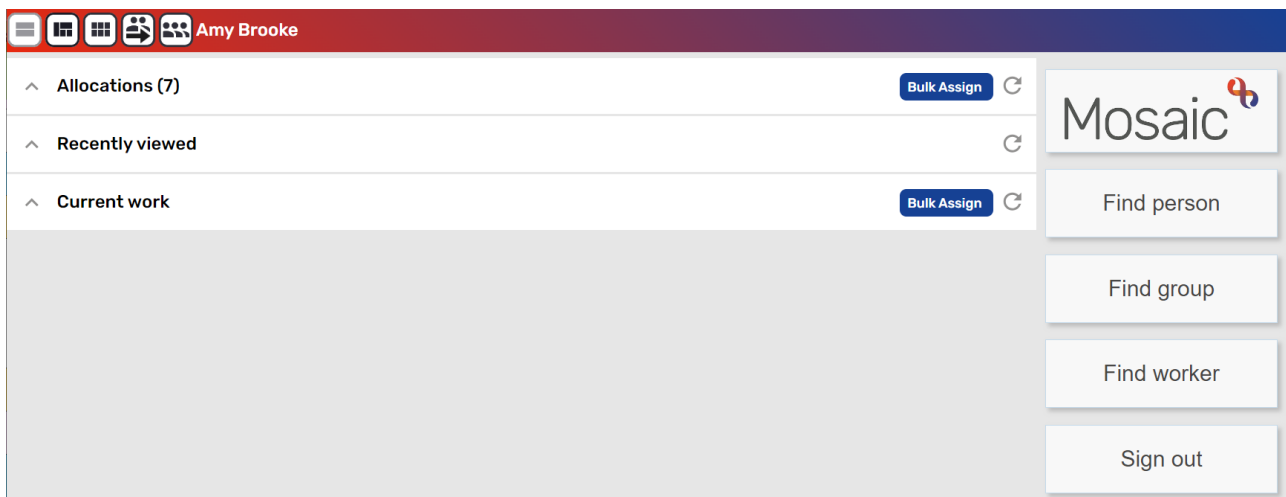 Amy Brooke
Allocations (7)
Bulk Assign
Recently viewed
Current work
Bulk Assign
Mosaic
Find person
Find group
Find worker
Sign out